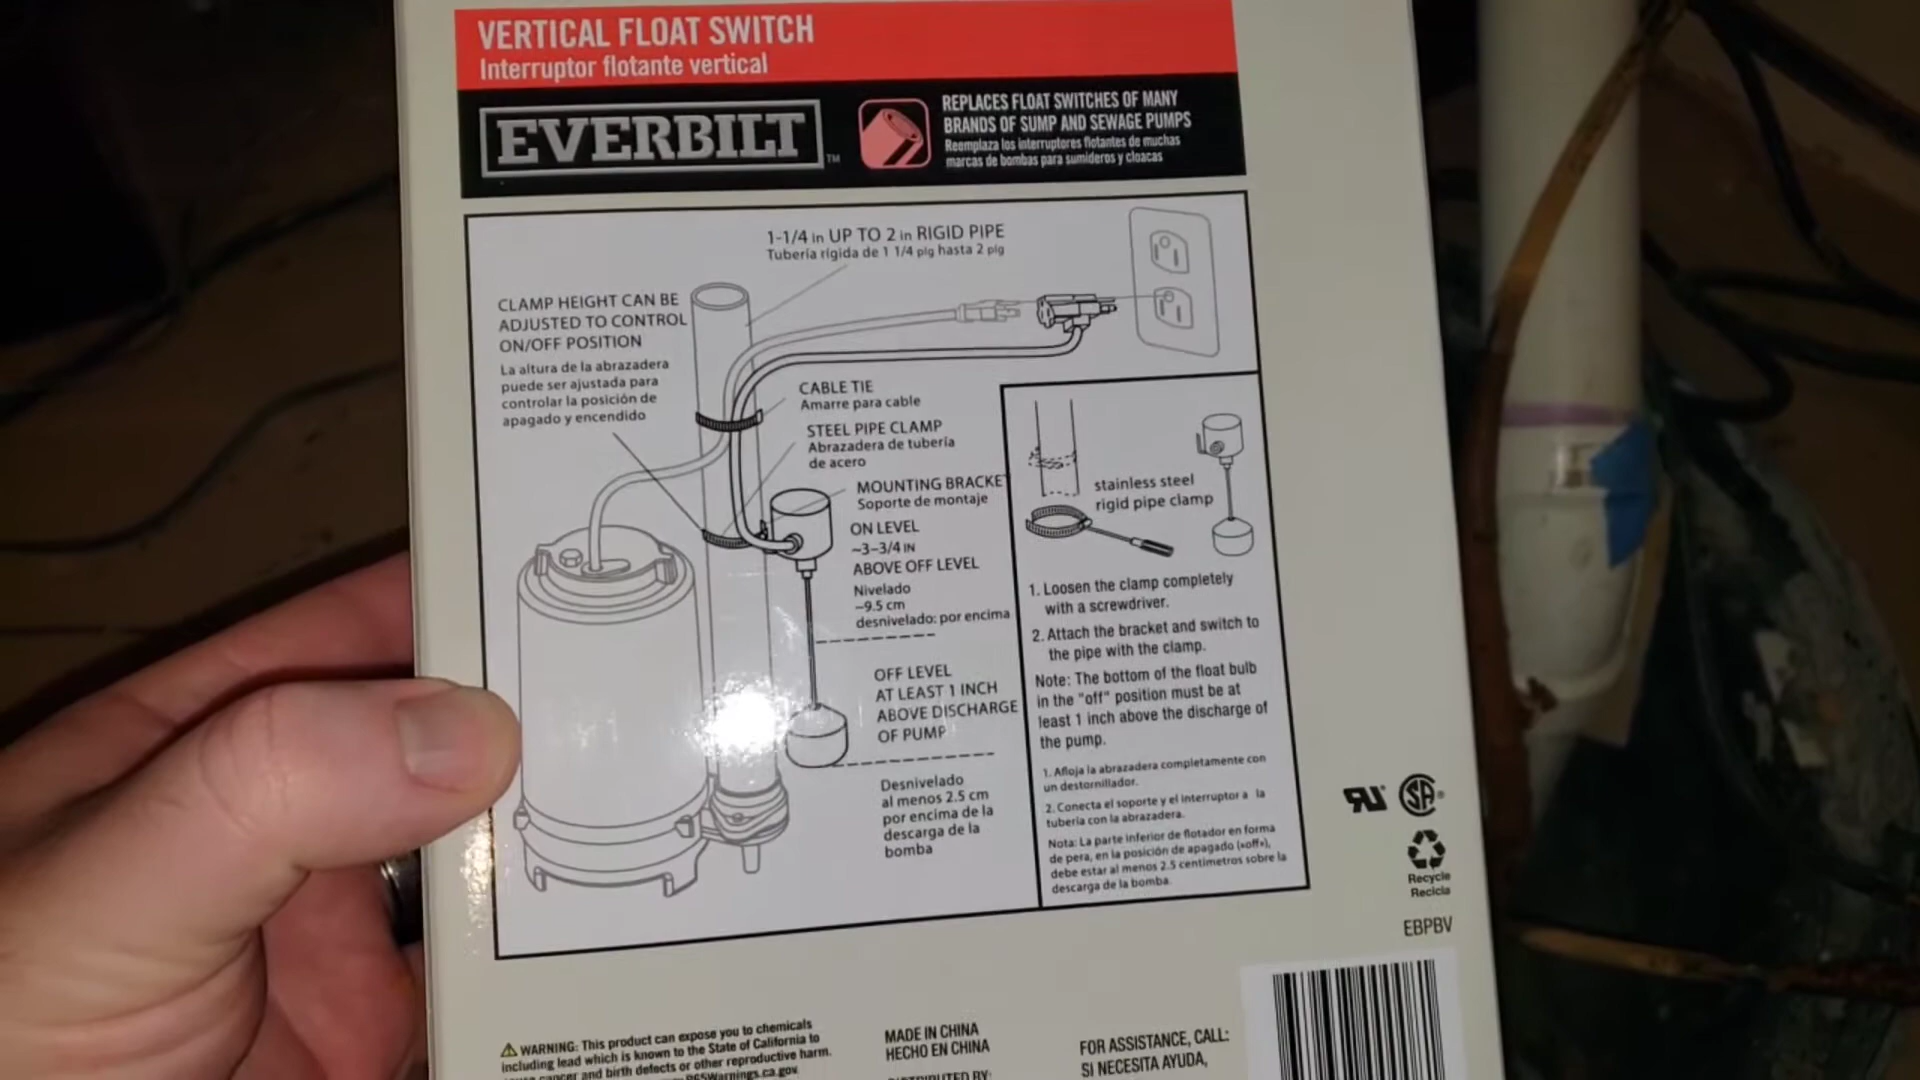 VERTICAL FLOAT SWITCH
Interruptor flotante vertical
EVERBILT™
REPLACES FLOAT SWITCHES OF MANY
BRANDS OF SUMP AND SEWAGE PUMPS
Reemplaza los interruptores flotantes de muchas
marcas de bombas para sumideros y cloacas
1-1/4 in UP TO 2 in RIGID PIPE
Tubería rígida de 1 1/4 plg hasta 2 plg
CLAMP HEIGHT CAN BE
ADJUSTED TO CONTROL
ON/OFF POSITION
La altura de la abrazadera
puede ser ajustada para
controlar la posición de
apagado y encendido
CABLE TIE
Amarre para cable
STEEL PIPE CLAMP
Abrazadera de tubería
de acero
MOUNTING BRACKET
Soporte de montaje
ON LEVEL
~3-3/4 IN
ABOVE OFF LEVEL
Nivelado
~9.5 cm
desnivelado: por encima
OFF LEVEL
AT LEAST 1 INCH
ABOVE DISCHARGE
OF PUMP
Desnivelado
al menos 2.5 cm
por encima de la
descarga de la
bomba
stainless steel
rigid pipe clamp
1. Loosen the clamp completely
with a screwdriver.
2. Attach the bracket and switch to
the pipe with the clamp.
Note: The bottom of the float bulb
in the "off" position must be at
least 1 inch above the discharge of
the pump.
1. Afloja la abrazadera completamente con
un destornillador.
2. Conecta el soporte y el interruptor a la
tubería con la abrazadera.
Nota: La parte inferior de flotador en forma
de pera, en la posición de apagado («off»),
debe estar al menos 2.5 centímetros sobre la
descarga de la bomba.
Recycle
Recicla
EBPBV
WARNING: This product can expose you to chemicals
including lead which is known to the State of California to
cancer and birth defects or other reproductive harm.
MADE IN CHINA
HECHO EN CHINA
DISTRIBUTED BY:
FOR ASSISTANCE, CALL:
SI NECESITA AYUDA,